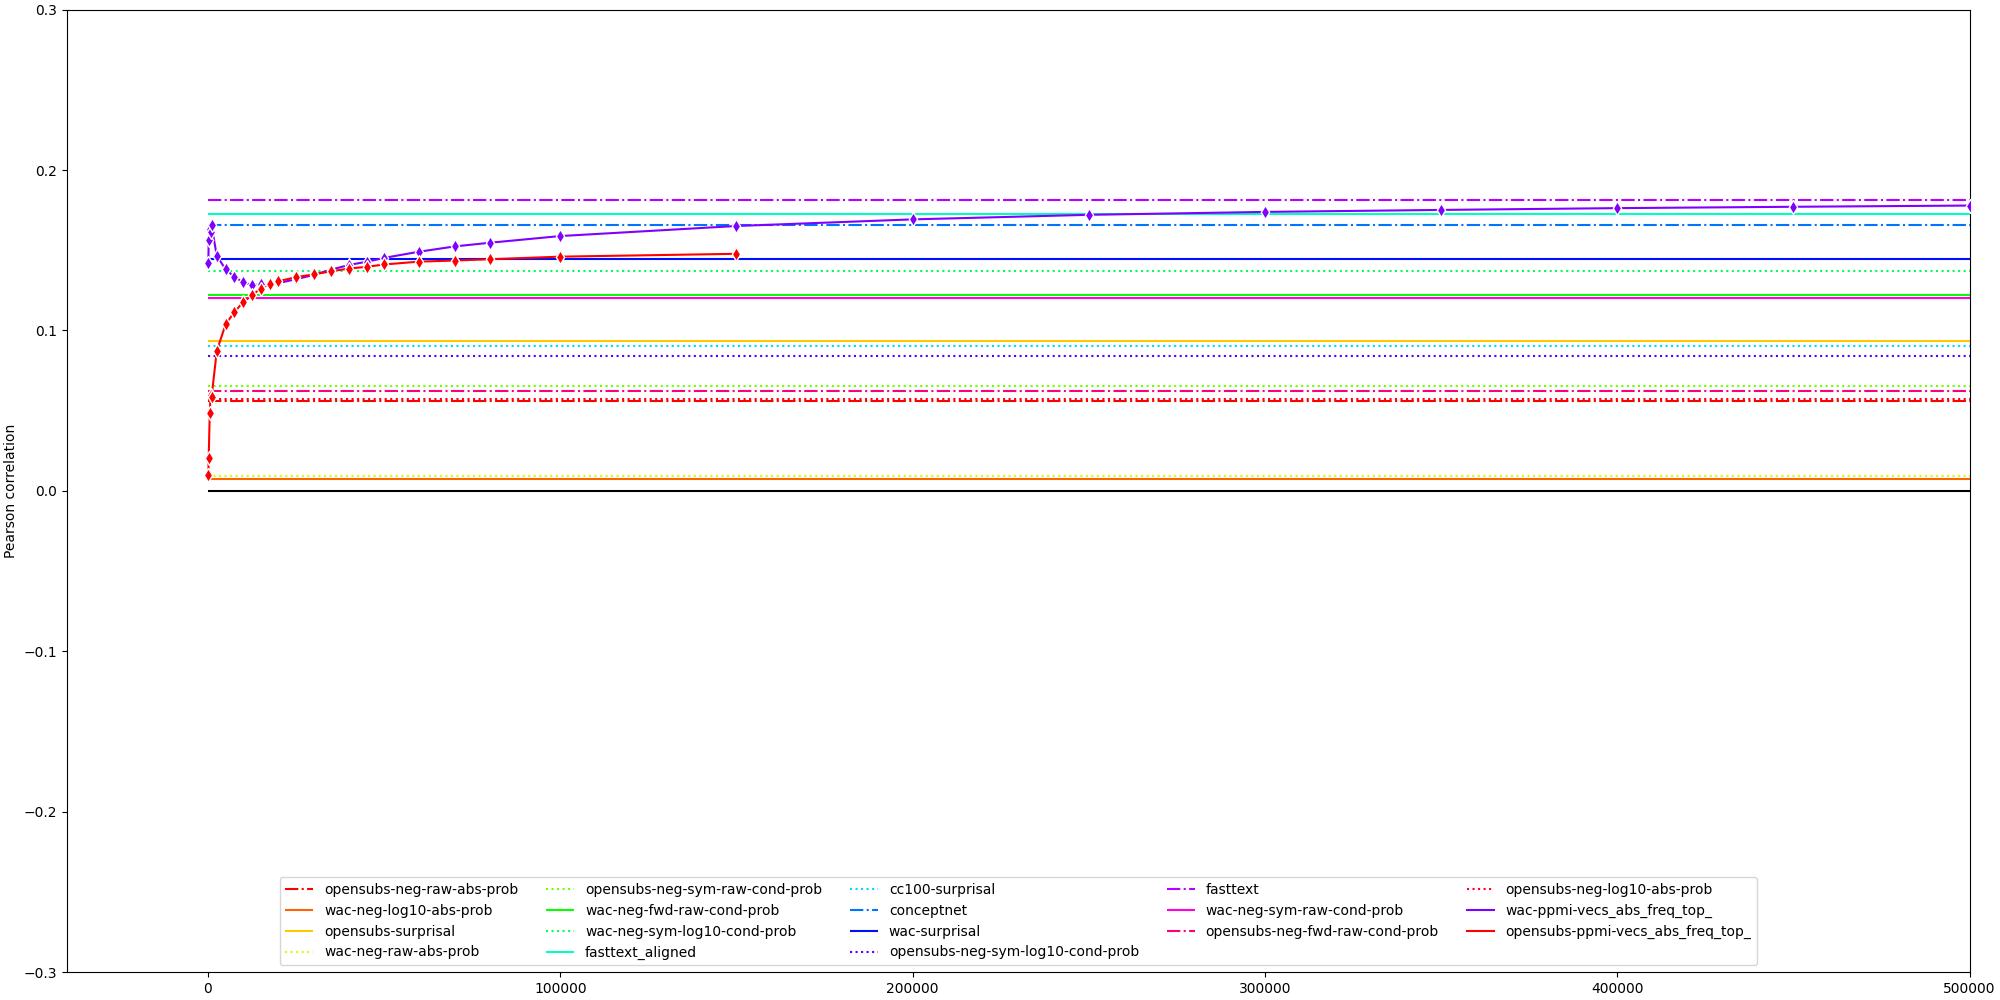 0.3
0.2
0.1
0.0
−0.1
−0.2
−0.3
Pearson correlation
opensubs-neg-raw-abs-prob
wac-neg-log10-abs-prob
opensubs-surprisal
wac-neg-raw-abs-prob
opensubs-neg-sym-raw-cond-prob
wac-neg-fwd-raw-cond-prob
wac-neg-sym-log10-cond-prob
fasttext_aligned
cc100-surprisal
conceptnet
wac-surprisal
opensubs-neg-sym-log10-cond-prob
fasttext
wac-neg-sym-raw-cond-prob
opensubs-neg-fwd-raw-cond-prob
opensubs-neg-log10-abs-prob
wac-ppmi-vecs_abs_freq_top_
opensubs-ppmi-vecs_abs_freq_top_
0
100000
200000
300000
400000
500000